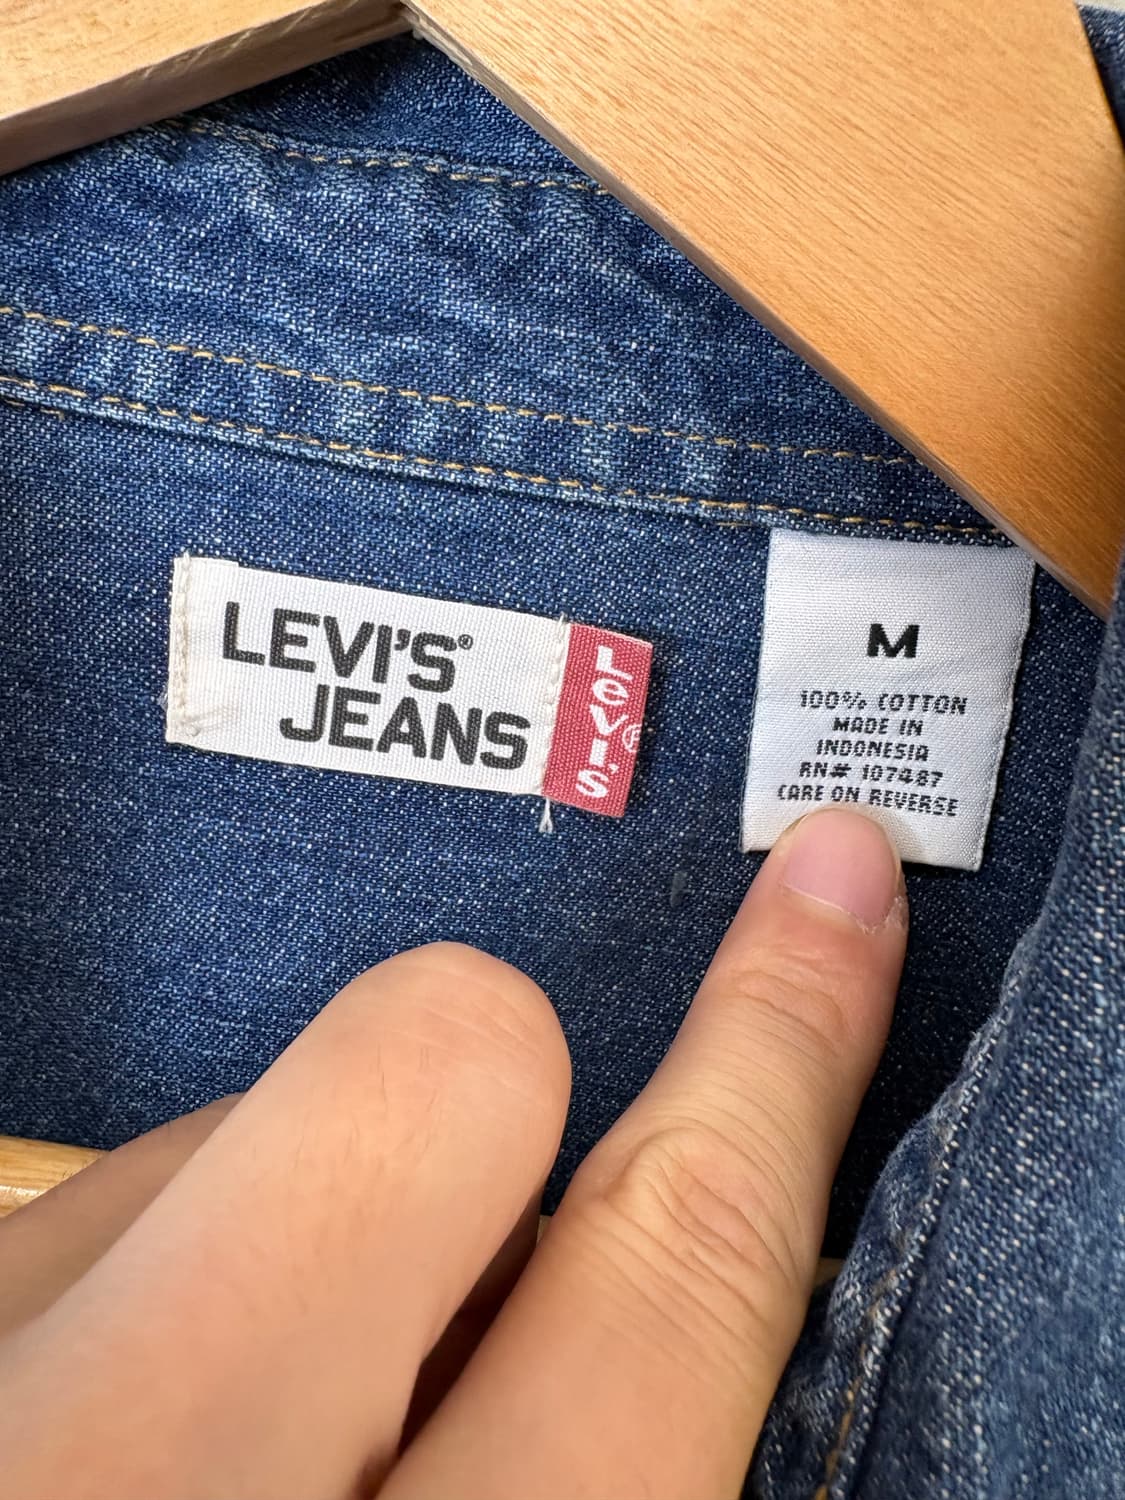 LEVI'S®
JEANS
Levi's®
M
100% COTTON
MADE IN
INDONESIA
RN# 107487
CARE ON REVERSE